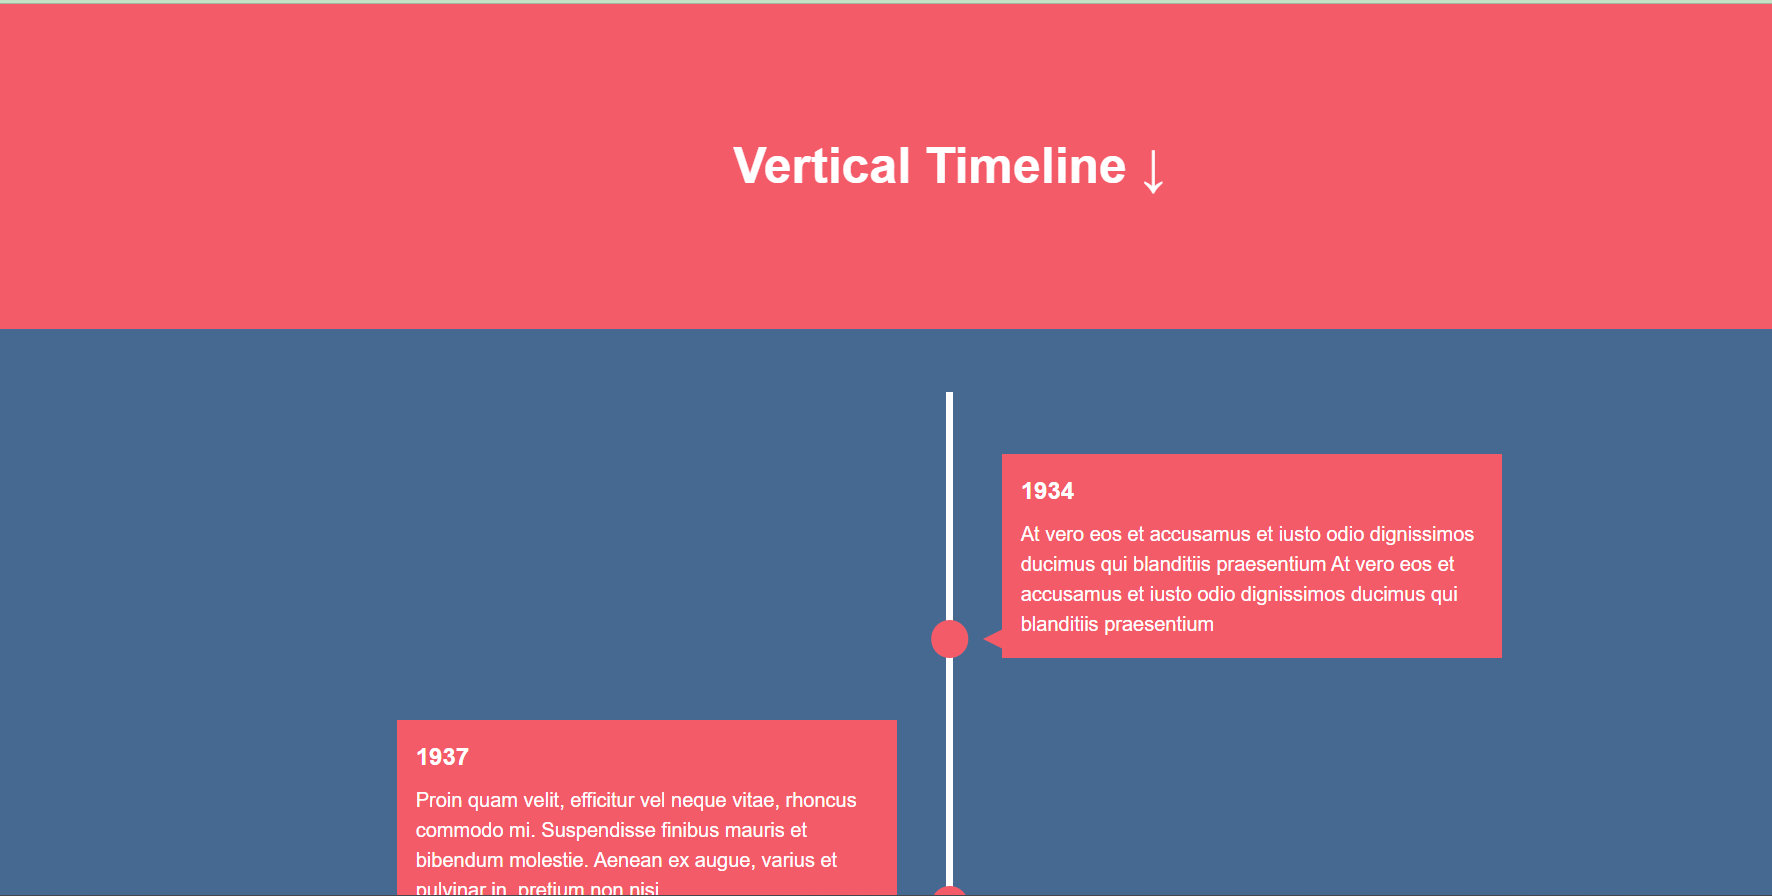 Vertical Timeline ↓
1934
At vero eos et accusamus et iusto odio dignissimos
ducimus qui blanditiis praesentium At vero eos et
accusamus et iusto odio dignissimos ducimus qui
blanditiis praesentium
1937
Proin quam velit, efficitur vel neque vitae, rhoncus
commodo mi. Suspendisse finibus mauris et
bibendum molestie. Aenean ex augue, varius et
pulvinar in, pretium non nisi